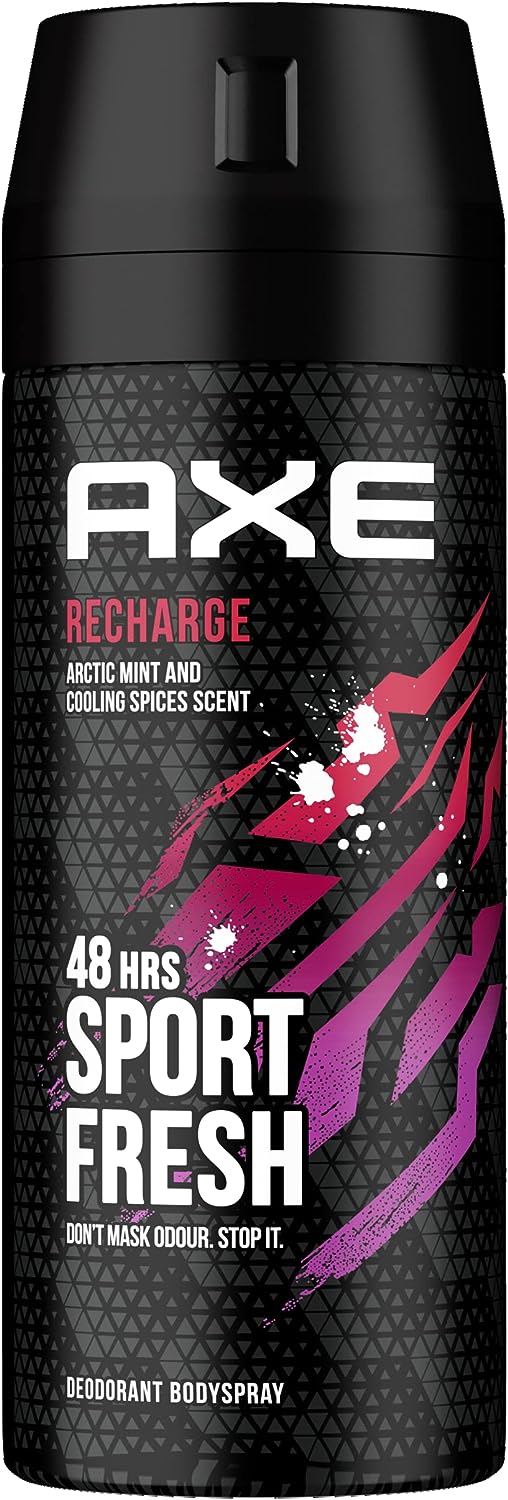 AXE
RECHARGE
ARCTIC MINT AND
COOLING SPICES SCENT
48 HRS
SPORT
FRESH
DON'T MASK ODOUR. STOP IT.
DEODORANT BODYSPRAY